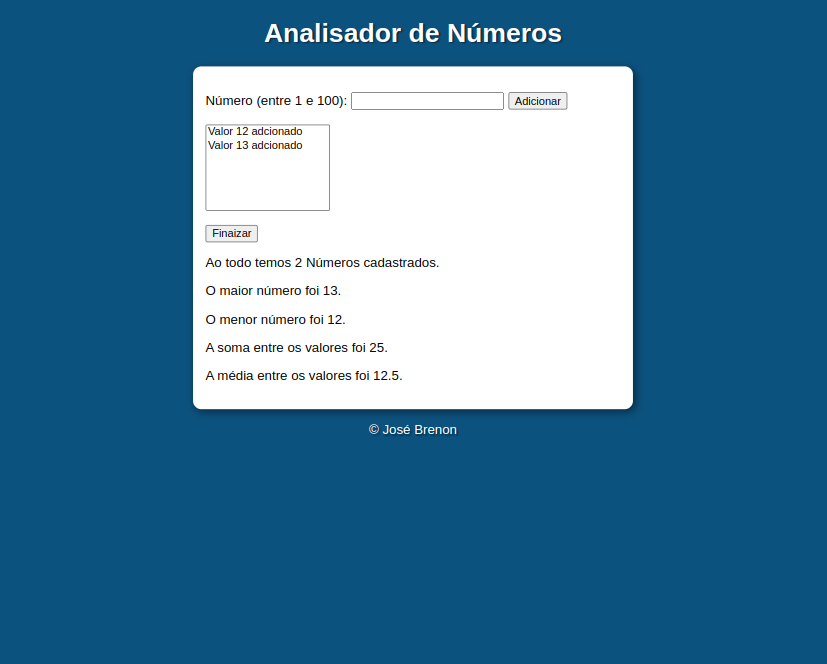 Analisador de Números
Número (entre 1 e 100): Adicionar
Valor 12 adcionado
Valor 13 adcionado
Finaizar
Ao todo temos 2 Números cadastrados.
O maior número foi 13.
O menor número foi 12.
A soma entre os valores foi 25.
A média entre os valores foi 12.5.
© José Brenon